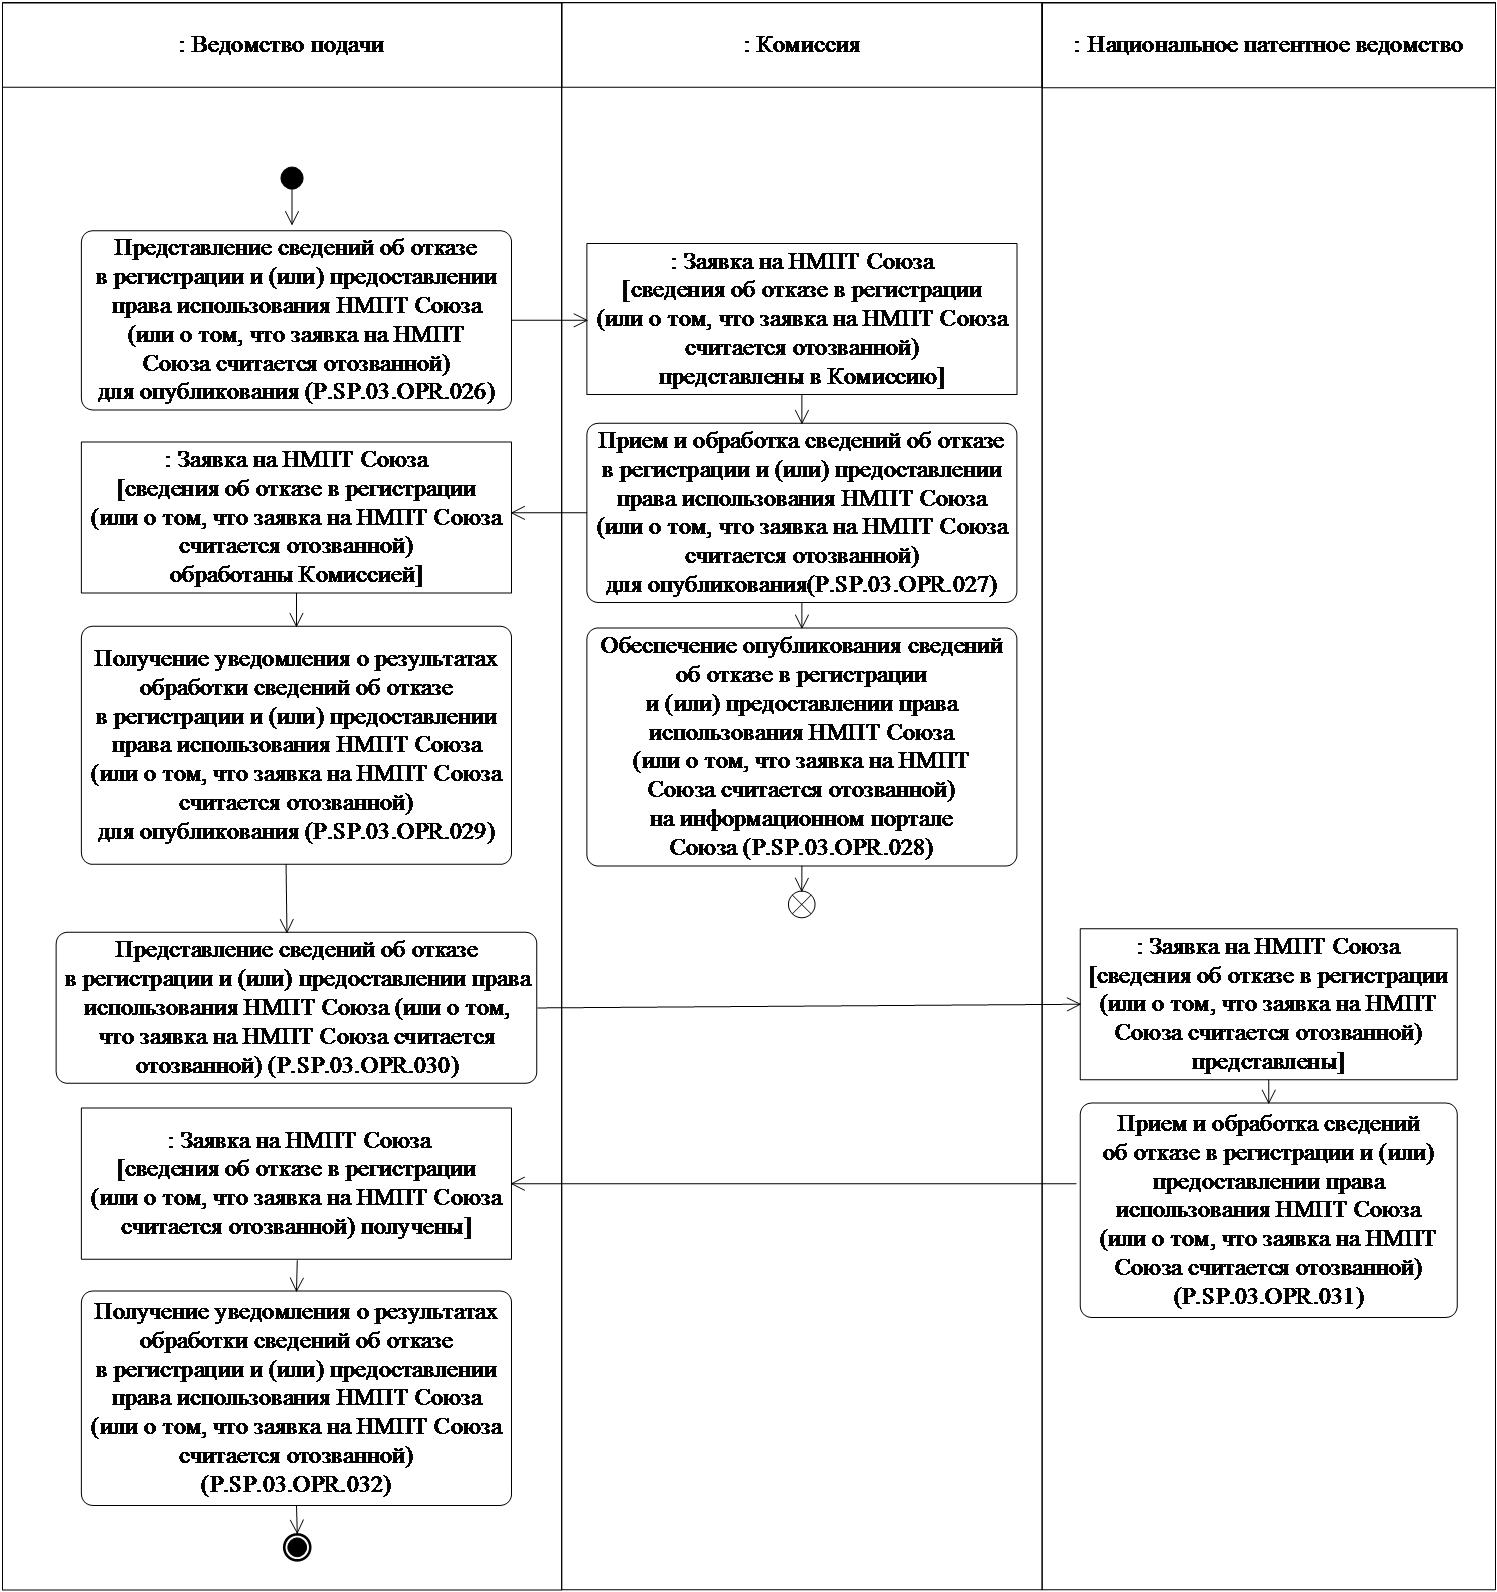 : Ведомство подачи
: Комиссия
: Национальное патентное ведомство
Представление сведений об отказе
в регистрации и (или) предоставлении
права использования НМПТ Союза
(или о том, что заявка на НМПТ
Союза считается отозванной)
для опубликования (P.SP.03.OPR.026)
: Заявка на НМПТ Союза
[сведения об отказе в регистрации
(или о том, что заявка на НМПТ Союза
считается отозванной)
представлены в Комиссию]
Прием и обработка сведений об отказе
в регистрации и (или) предоставлении
права использования НМПТ Союза
(или о том, что заявка на НМПТ Союза
считается отозванной)
для опубликования(P.SP.03.OPR.027)
: Заявка на НМПТ Союза
[сведения об отказе в регистрации
(или о том, что заявка на НМПТ Союза
считается отозванной)
обработаны Комиссией]
Обеспечение опубликования сведений
об отказе в регистрации
и (или) предоставлении права
использования НМПТ Союза
(или о том, что заявка на НМПТ
Союза считается отозванной)
на информационном портале
Союза (P.SP.03.OPR.028)
Получение уведомления о результатах
обработки сведений об отказе
в регистрации и (или) предоставлении
права использования НМПТ Союза
(или о том, что заявка на НМПТ Союза
считается отозванной)
для опубликования (P.SP.03.OPR.029)
Представление сведений об отказе
в регистрации и (или) предоставлении права
использования НМПТ Союза (или о том,
что заявка на НМПТ Союза считается
отозванной) (P.SP.03.OPR.030)
: Заявка на НМПТ Союза
[сведения об отказе в регистрации
(или о том, что заявка на НМПТ
Союза считается отозванной)
представлены]
Прием и обработка сведений
об отказе в регистрации и (или)
предоставлении права
использования НМПТ Союза
(или о том, что заявка на НМПТ
Союза считается отозванной)
(P.SP.03.OPR.031)
: Заявка на НМПТ Союза
[сведения об отказе в регистрации
(или о том, что заявка на НМПТ Союза
считается отозванной) получены]
Получение уведомления о результатах
обработки сведений об отказе
в регистрации и (или) предоставлении
права использования НМПТ Союза
(или о том, что заявка на НМПТ Союза
считается отозванной)
(P.SP.03.OPR.032)